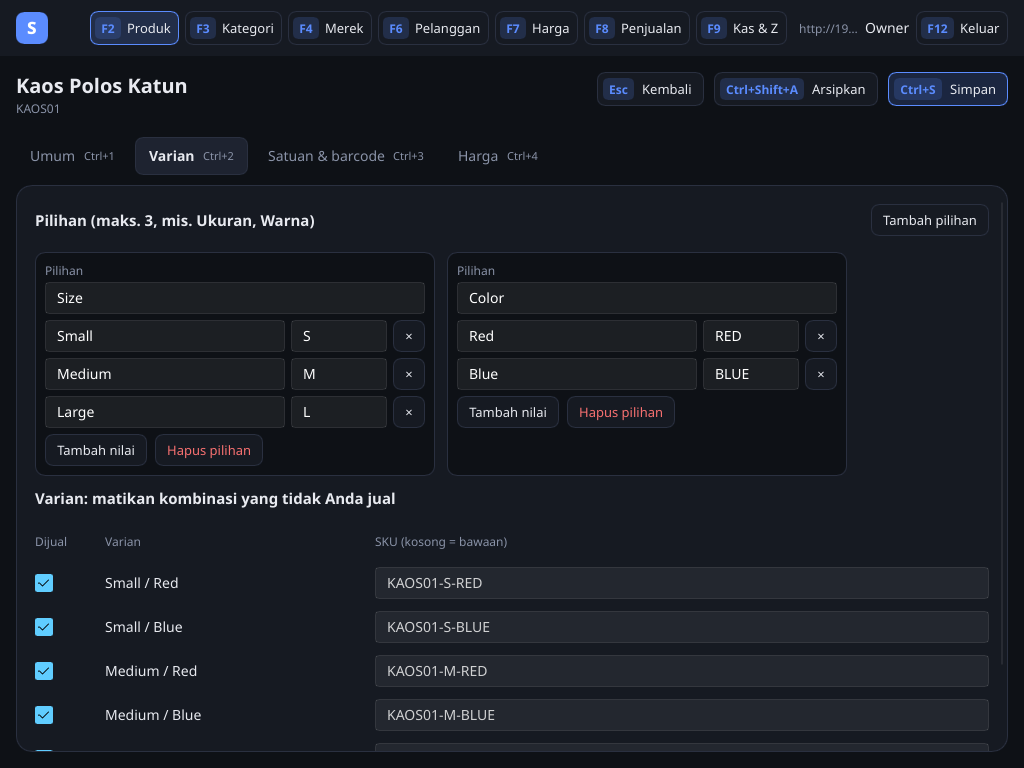 S F2 Produk F3 Kategori F4 Merek F6 Pelanggan F7 Harga F8 Penjualan F9 Kas & Z http://19... Owner F12 Keluar
Kaos Polos Katun
KAOS01
Esc Kembali Ctrl+Shift+A Arsipkan Ctrl+S Simpan
Umum Ctrl+1 Varian Ctrl+2 Satuan & barcode Ctrl+3 Harga Ctrl+4
Pilihan (maks. 3, mis. Ukuran, Warna) Tambah pilihan
Pilihan
Size
Small S ×
Medium M ×
Large L ×
Tambah nilai Hapus pilihan
Pilihan
Color
Red RED ×
Blue BLUE ×
Tambah nilai Hapus pilihan
Varian: matikan kombinasi yang tidak Anda jual
Dijual Varian SKU (kosong = bawaan)
Small / Red KAOS01-S-RED
Small / Blue KAOS01-S-BLUE
Medium / Red KAOS01-M-RED
Medium / Blue KAOS01-M-BLUE